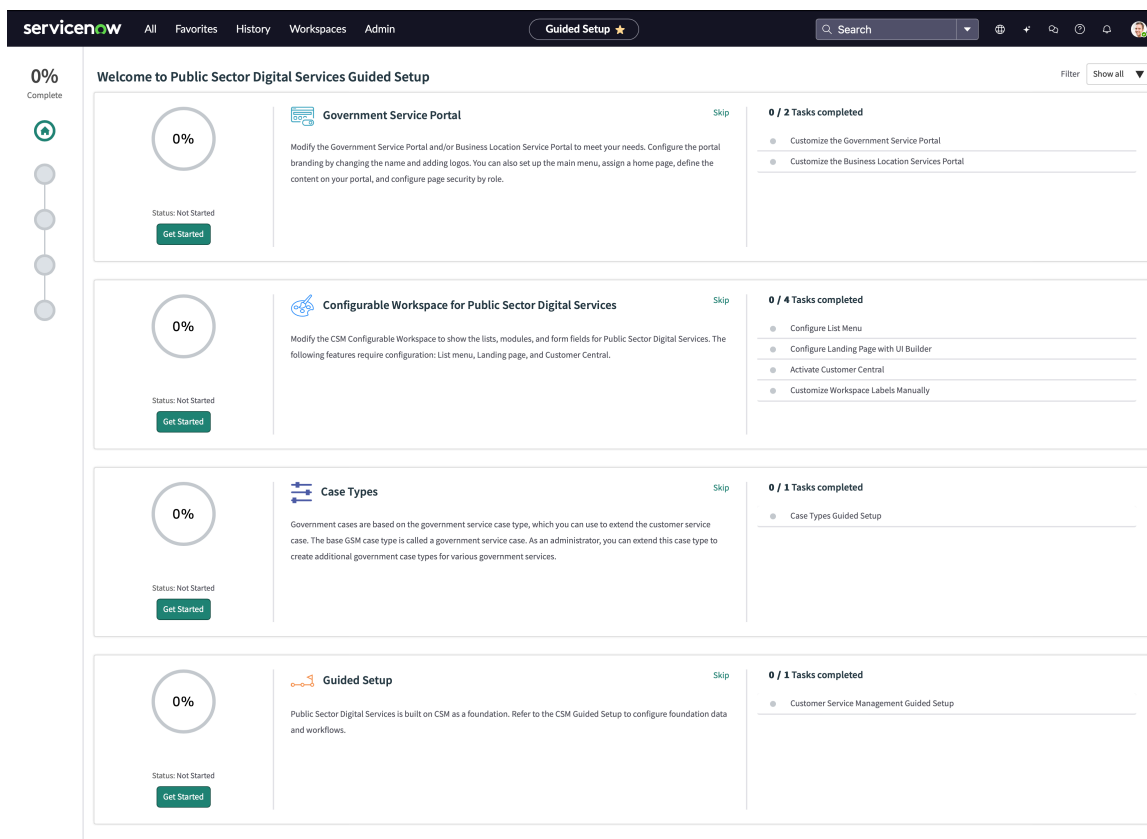 servicenow All Favorites History Workspaces Admin Guided Setup Search
0%
Complete
Welcome to Public Sector Digital Services Guided Setup
Filter Show all
0%
Status: Not Started
Get Started
Government Service Portal
Skip
Modify the Government Service Portal and/or Business Location Service Portal to meet your needs. Configure the portal
branding by changing the name and adding logos. You can also set up the main menu, assign a home page, define the
content on your portal, and configure page security by role.
0 / 2 Tasks completed
Customize the Government Service Portal
Customize the Business Location Services Portal
0%
Status: Not Started
Get Started
Configurable Workspace for Public Sector Digital Services
Skip
Modify the CSM Configurable Workspace to show the lists, modules, and form fields for Public Sector Digital Services. The
following features require configuration: List menu, Landing page, and Customer Central.
0 / 4 Tasks completed
Configure List Menu
Configure Landing Page with UI Builder
Activate Customer Central
Customize Workspace Labels Manually
0%
Status: Not Started
Get Started
Case Types
Skip
Government cases are based on the government service case type, which you can use to extend the customer service
case. The base GSM case type is called a government service case. As an administrator, you can extend this case type to
create additional government case types for various government services.
0 / 1 Tasks completed
Case Types Guided Setup
0%
Status: Not Started
Get Started
Guided Setup
Skip
Public Sector Digital Services is built on CSM as a foundation. Refer to the CSM Guided Setup to configure foundation data
and workflows.
0 / 1 Tasks completed
Customer Service Management Guided Setup